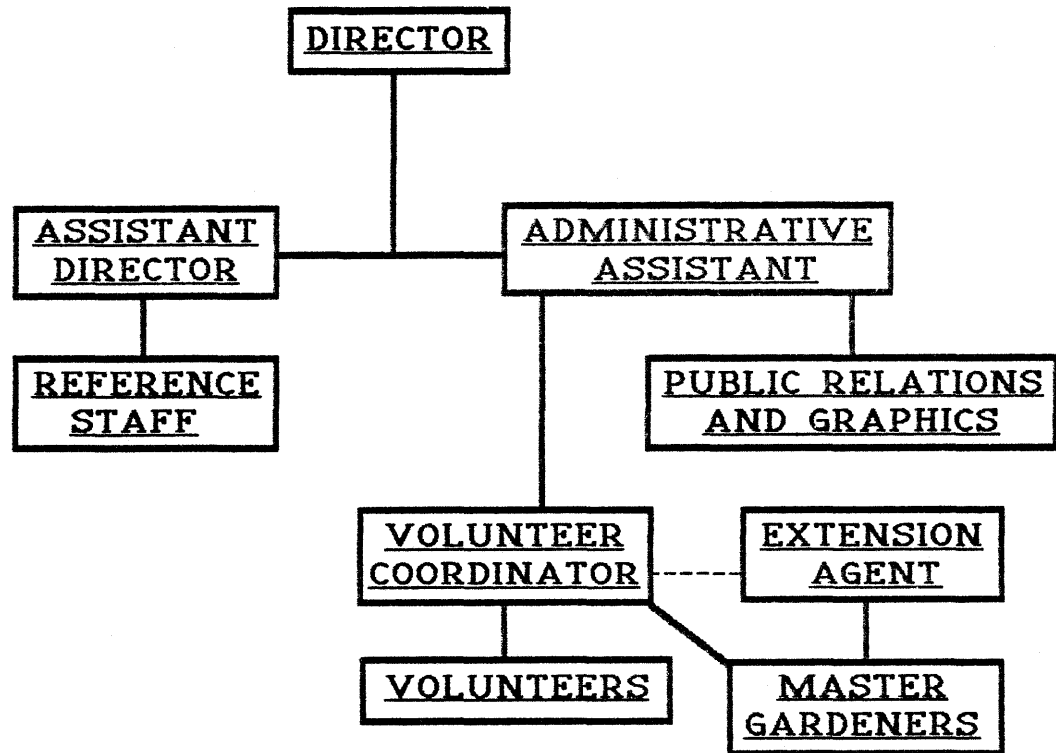 DIRECTOR
ASSISTANT
DIRECTOR
ADMINISTRATIVE
ASSISTANT
REFERENCE
STAFF
PUBLIC RELATIONS
AND GRAPHICS
VOLUNTEER
COORDINATOR
EXTENSION
AGENT
VOLUNTEERS
MASTER
GARDENERS